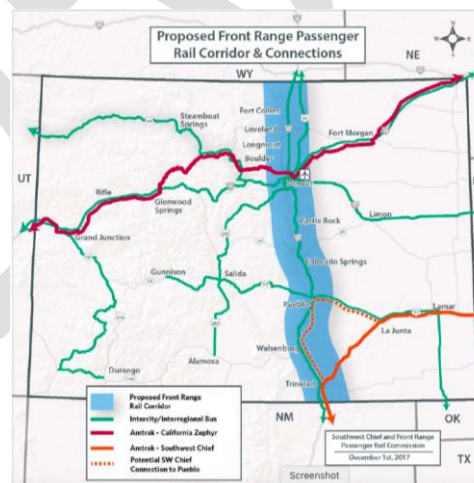 Proposed Front Range Passenger
Rail Corridor & Connections
NE
WY
Steamboat
Springs
Fort Collins
Loveland
Fort Morgan
Longmont
Boulder
UT
Denver
Rifle
Glenwood
Springs
Castle Rock
Limon
Grand Junction
Colorado Springs
Gunnison
Salida
Pueblo
Lamar
La Junta
Walsenburg
Alamosa
Durango
Trinidad
NM
OK
TX
Proposed Front Range
Rail Corridor
Intercity/Interregional Bus
Amtrak - California Zephyr
Amtrak - Southwest Chief
Potential SW Chief
Connection to Pueblo
Southwest Chief and Front Range
Passenger Rail Commission
December 1st, 2017
Screenshot